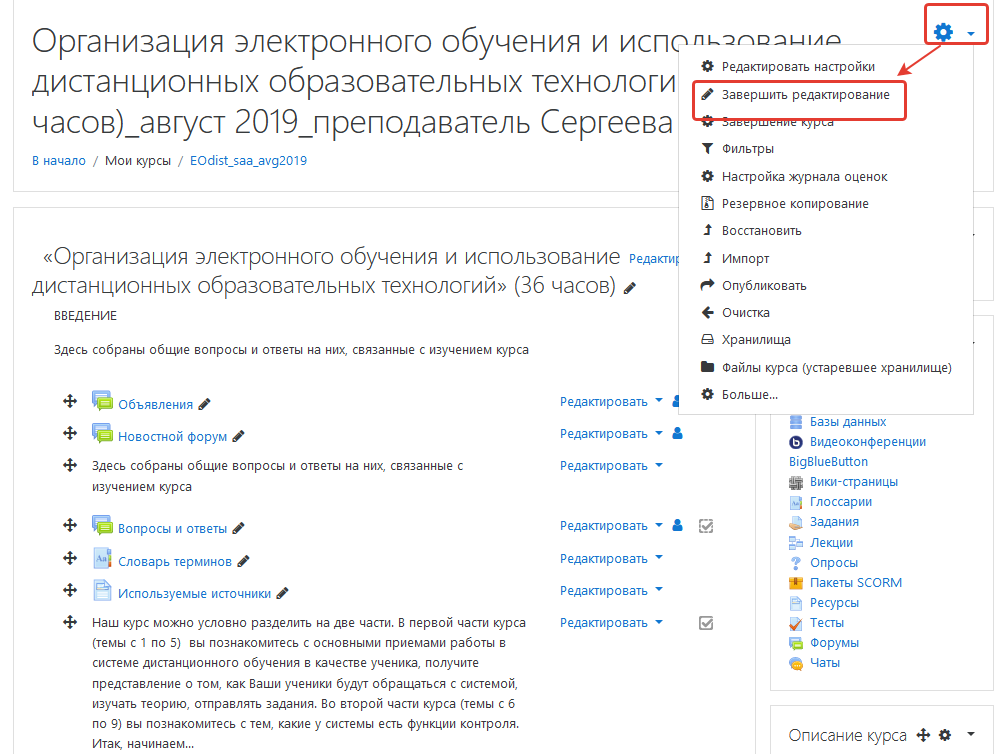 Организация электронного обучения и использование
дистанционных образовательных технологи
часов)_август 2019_преподаватель Сергеева
В начало / Мои курсы / EOdist_saa_avg2019
Редактировать настройки
Завершить редактирование
Завершение курса
Фильтры
Настройка журнала оценок
Резервное копирование
Восстановить
Импорт
Опубликовать
Очистка
Хранилища
Файлы курса (устаревшее хранилище)
Больше...
«Организация электронного обучения и использование Редактир
дистанционных образовательных технологий» (36 часов)
ВВЕДЕНИЕ
Здесь собраны общие вопросы и ответы на них, связанные с изучением курса
Объявления Редактировать
Новостной форум Редактировать
Здесь собраны общие вопросы и ответы на них, связанные с Редактировать
изучением курса
Вопросы и ответы Редактировать
Словарь терминов Редактировать
Используемые источники Редактировать
Наш курс можно условно разделить на две части. В первой части курса Редактировать
(темы с 1 по 5) вы познакомитесь с основными приемами работы в
системе дистанционного обучения в качестве ученика, получите
представление о том, как Ваши ученики будут обращаться с системой,
изучать теорию, отправлять задания. Во второй части курса (темы с 6
по 9) вы познакомитесь с тем, какие у системы есть функции контроля.
Итак, начинаем...
Базы данных
Видеоконференции
BigBlueButton
Вики-страницы
Глоссарии
Задания
Лекции
Опросы
Пакеты SCORM
Ресурсы
Тесты
Форумы
Чаты
Описание курса